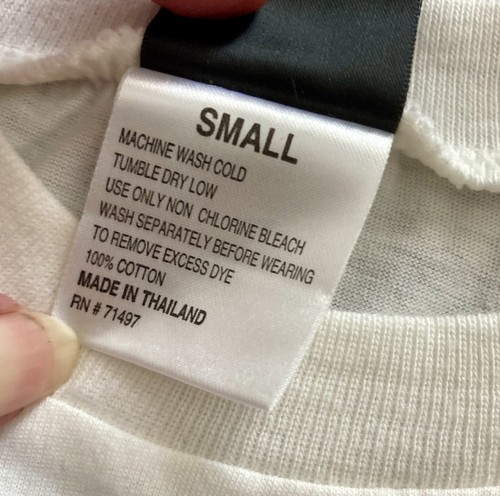 SMALL
MACHINE WASH COLD
TUMBLE DRY LOW
USE ONLY NON CHLORINE BLEACH
WASH SEPARATELY BEFORE WEARING
TO REMOVE EXCESS DYE
100% COTTON
MADE IN THAILAND
RN # 71497